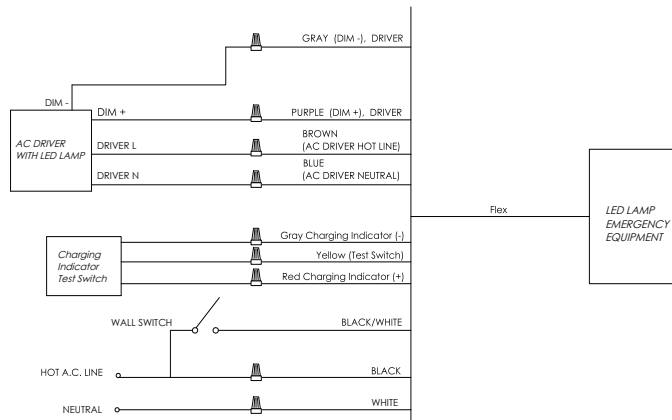 GRAY (DIM -), DRIVER
DIM -
DIM +
PURPLE (DIM +), DRIVER
AC DRIVER
WITH LED LAMP
DRIVER L
BROWN
(AC DRIVER HOT LINE)
DRIVER N
BLUE
(AC DRIVER NEUTRAL)
Flex
LED LAMP
EMERGENCY
EQUIPMENT
Charging
Indicator
Test Switch
Gray Charging Indicator (-)
Yellow (Test Switch)
Red Charging Indicator (+)
WALL SWITCH
BLACK/WHITE
HOT A.C. LINE
BLACK
NEUTRAL
WHITE